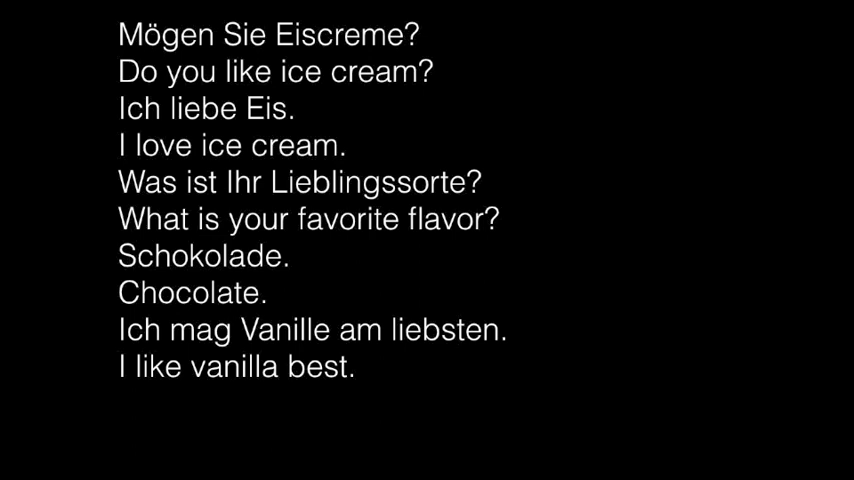 Mögen Sie Eiscreme?
Do you like ice cream?
Ich liebe Eis.
I love ice cream.
Was ist Ihr Lieblingssorte?
What is your favorite flavor?
Schokolade.
Chocolate.
Ich mag Vanille am liebsten.
I like vanilla best.